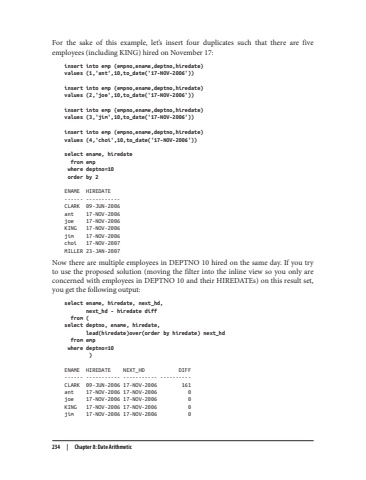 For the sake of this example, let's insert four duplicates such that there are five
employees (including KING) hired on November 17:
insert into emp (empno,ename,deptno,hiredate)
values (1,'ant',10,to_date('17-NOV-2006'))
insert into emp (empno,ename,deptno,hiredate)
values (2,'joe',10,to_date('17-NOV-2006'))
insert into emp (empno,ename,deptno,hiredate)
values (3,'jim',10,to_date('17-NOV-2006'))
insert into emp (empno,ename,deptno,hiredate)
values (4,'choi',10,to_date('17-NOV-2006'))
select ename, hiredate
from emp
where deptno=10
order by 2
ENAME HIREDATE
------ -----------
CLARK 09-JUN-2006
ant 17-NOV-2006
joe 17-NOV-2006
KING 17-NOV-2006
jim 17-NOV-2006
choi 17-NOV-2007
MILLER 23-JAN-2007
Now there are multiple employees in DEPTNO 10 hired on the same day. If you try
to use the proposed solution (moving the filter into the inline view so you only are
concerned with employees in DEPTNO 10 and their HIREDATEs) on this result set,
you get the following output:
select ename, hiredate, next_hd,
next_hd - hiredate diff
from (
select deptno, ename, hiredate,
lead(hiredate)over(order by hiredate) next_hd
from emp
where deptno=10
)
ENAME HIREDATE NEXT_HD DIFF
------ ----------- ----------- ----------
CLARK 09-JUN-2006 17-NOV-2006 161
ant 17-NOV-2006 17-NOV-2006 0
joe 17-NOV-2006 17-NOV-2006 0
KING 17-NOV-2006 17-NOV-2006 0
jim 17-NOV-2006 17-NOV-2006 0
234 | Chapter 8: Date Arithmetic